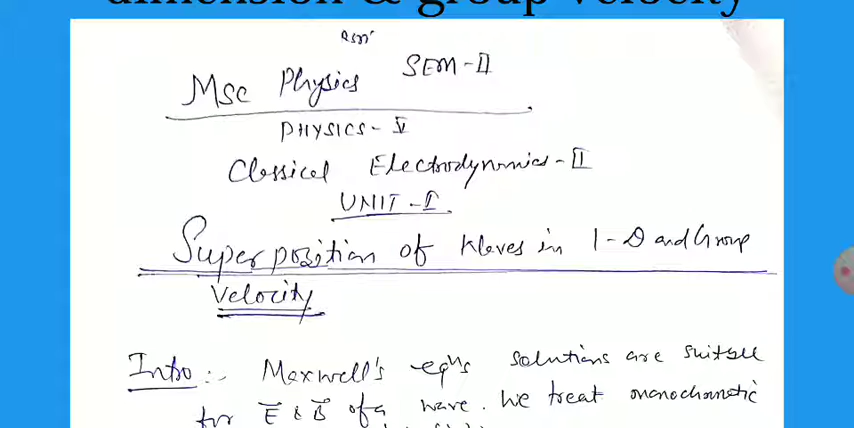 dimension & group velocity
MSc Physics SEM-II
PHYSICS-V
Classical Electrodynamics-II
UNIT-I
Superposition of Waves in 1-D and Group
Velocity
Intro:- Maxwell's eqns solutions are suitable
for E & B of a wave. We treat monochromatic